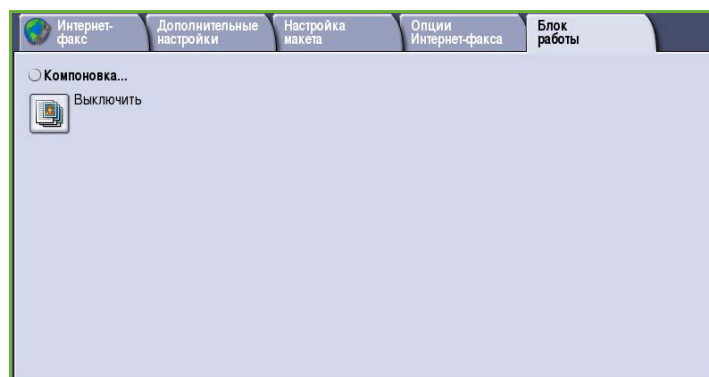 Интернет-
факс
Дополнительные
настройки
Настройка
макета
Опции
Интернет-факса
Блок
работы
Компоновка...
Выключить